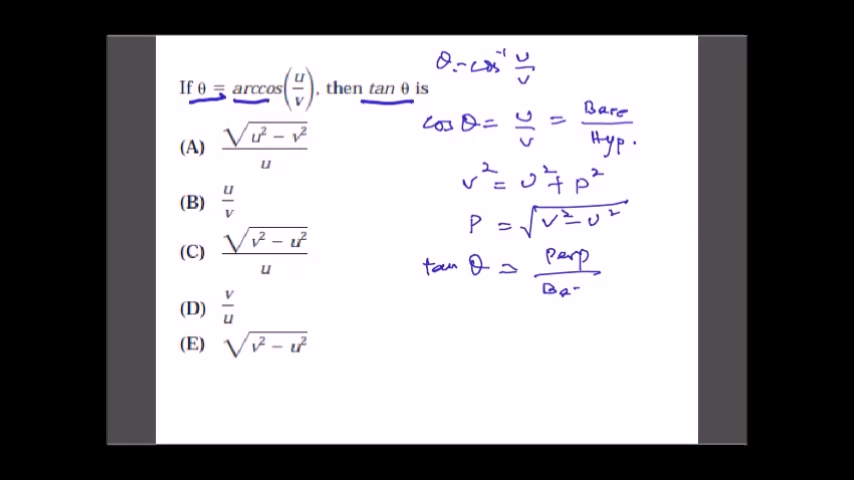 If θ = arccos(u/v), then tan θ is
(A) √(u² − v²) / u
(B) u/v
(C) √(v² − u²) / u
(D) v/u
(E) √(v² − u²)
θ = cos⁻¹ u/v
cos θ = u/v = Base/Hyp.
v² = u² + p²
P = √(v² − u²)
tan θ = Perp/Bas